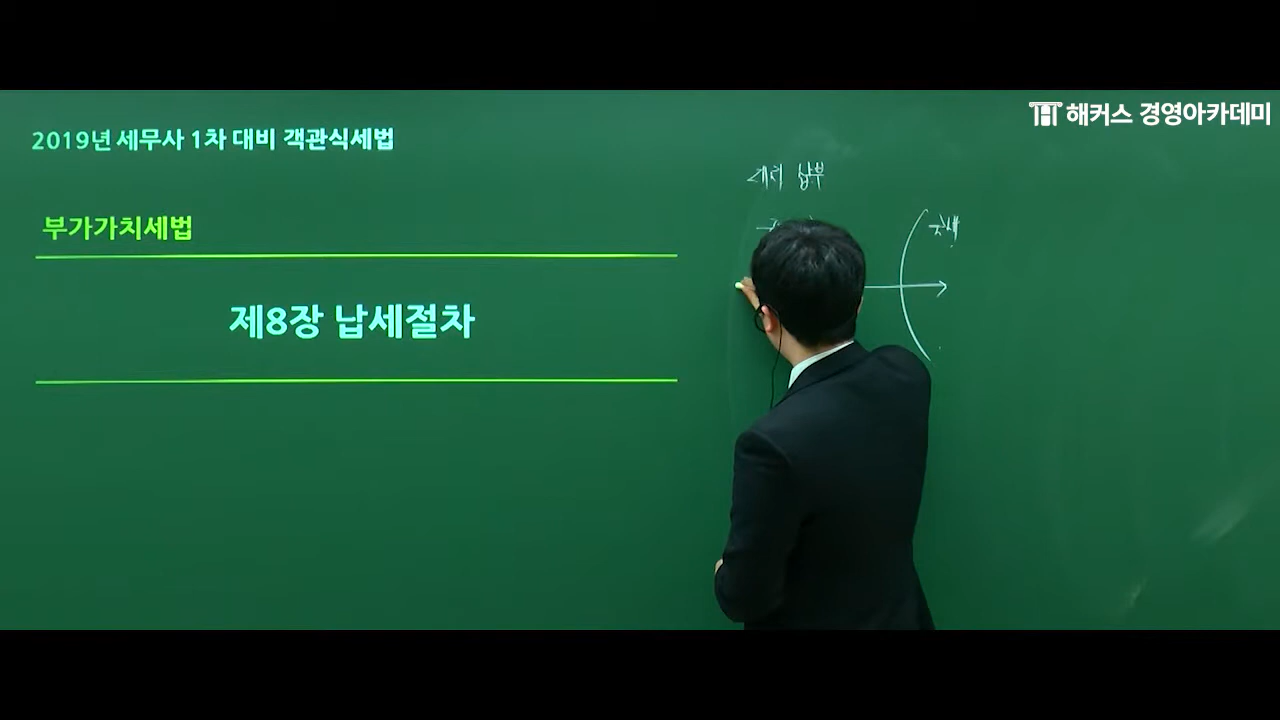 해커스 경영아카데미
2019년 세무사 1차 대비 객관식세법
부가가치세법
제8장 납세절차
대리 납부
국세